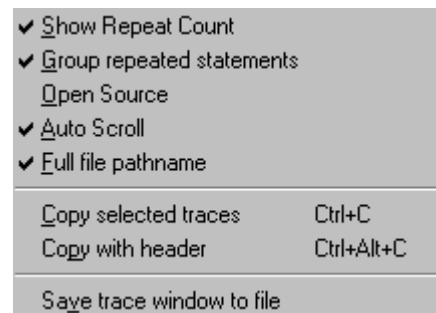 Show Repeat Count
Group repeated statements
Open Source
Auto Scroll
Full file pathname
Copy selected traces Ctrl+C
Copy with header Ctrl+Alt+C
Save trace window to file